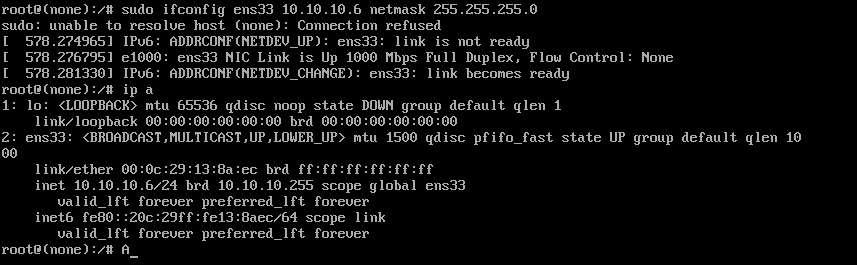 root@(none):/# sudo ifconfig ens33 10.10.10.6 netmask 255.255.255.0
sudo: unable to resolve host (none): Connection refused
[  578.274965] IPv6: ADDRCONF(NETDEV_UP): ens33: link is not ready
[  578.276795] e1000: ens33 NIC Link is Up 1000 Mbps Full Duplex, Flow Control: None
[  578.281330] IPv6: ADDRCONF(NETDEV_CHANGE): ens33: link becomes ready
root@(none):/# ip a
1: lo: <LOOPBACK> mtu 65536 qdisc noop state DOWN group default qlen 1
    link/loopback 00:00:00:00:00:00 brd 00:00:00:00:00:00
2: ens33: <BROADCAST,MULTICAST,UP,LOWER_UP> mtu 1500 qdisc pfifo_fast state UP group default qlen 10
00
    link/ether 00:0c:29:13:8a:ec brd ff:ff:ff:ff:ff:ff
    inet 10.10.10.6/24 brd 10.10.10.255 scope global ens33
       valid_lft forever preferred_lft forever
    inet6 fe80::20c:29ff:fe13:8aec/64 scope link
       valid_lft forever preferred_lft forever
root@(none):/# A_